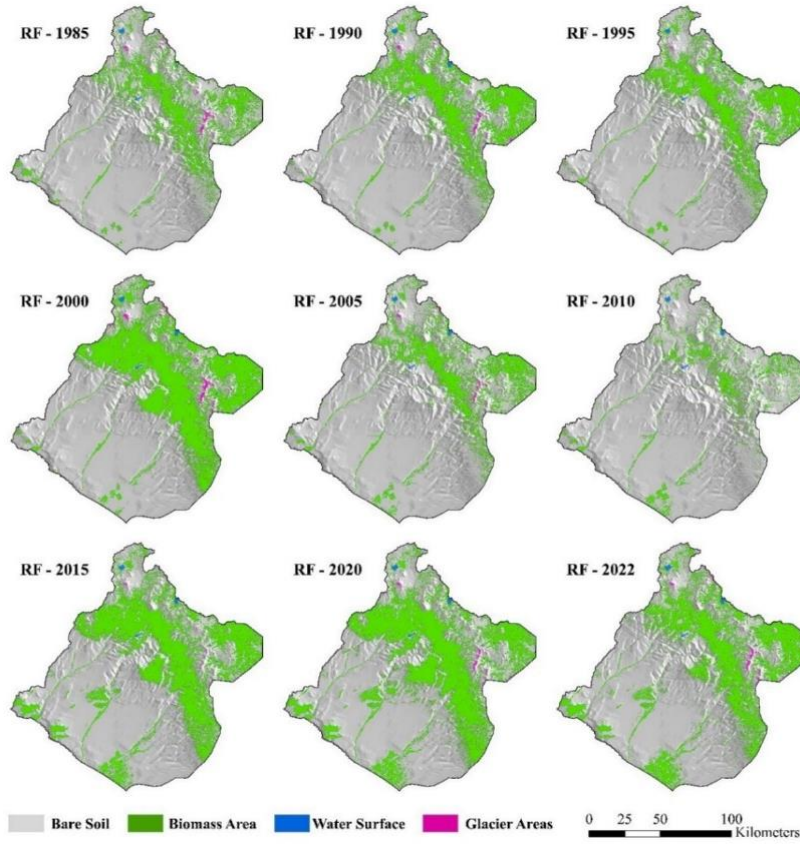 RF - 1985
RF - 1990
RF - 1995
RF - 2000
RF - 2005
RF - 2010
RF - 2015
RF - 2020
RF - 2022
Bare Soil
Biomass Area
Water Surface
Glacier Areas
0 25 50 100
Kilometers